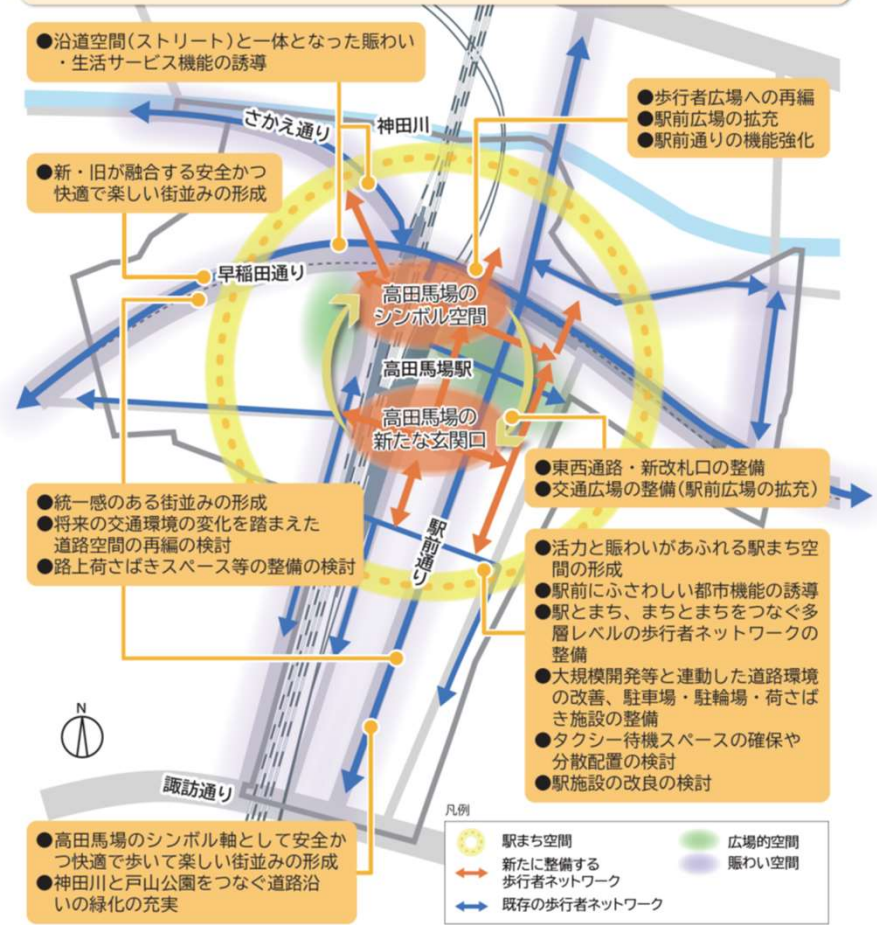 ●沿道空間(ストリート)と一体となった賑わい
・生活サービス機能の誘導
●歩行者広場への再編
●駅前広場の拡充
●駅前通りの機能強化
さかえ通り
神田川
●新・旧が融合する安全かつ
快適で楽しい街並みの形成
早稲田通り
高田馬場の
シンボル空間
高田馬場駅
高田馬場の
新たな玄関口
●東西通路・新改札口の整備
●交通広場の整備(駅前広場の拡充)
●統一感のある街並みの形成
●将来の交通環境の変化を踏まえた
道路空間の再編の検討
●路上荷さばきスペース等の整備の検討
駅前通り
●活力と賑わいがあふれる駅まち空
間の形成
●駅前にふさわしい都市機能の誘導
●駅とまち、まちとまちをつなぐ多
層レベルの歩行者ネットワークの
整備
●大規模開発等と連動した道路環境
の改善、駐車場・駐輪場・荷さば
き施設の整備
●タクシー待機スペースの確保や
分散配置の検討
●駅施設の改良の検討
N
諏訪通り
●高田馬場のシンボル軸として安全か
つ快適で歩いて楽しい街並みの形成
●神田川と戸山公園をつなぐ道路沿
いの緑化の充実
凡例
駅まち空間
広場的空間
新たに整備する
歩行者ネットワーク
賑わい空間
既存の歩行者ネットワーク